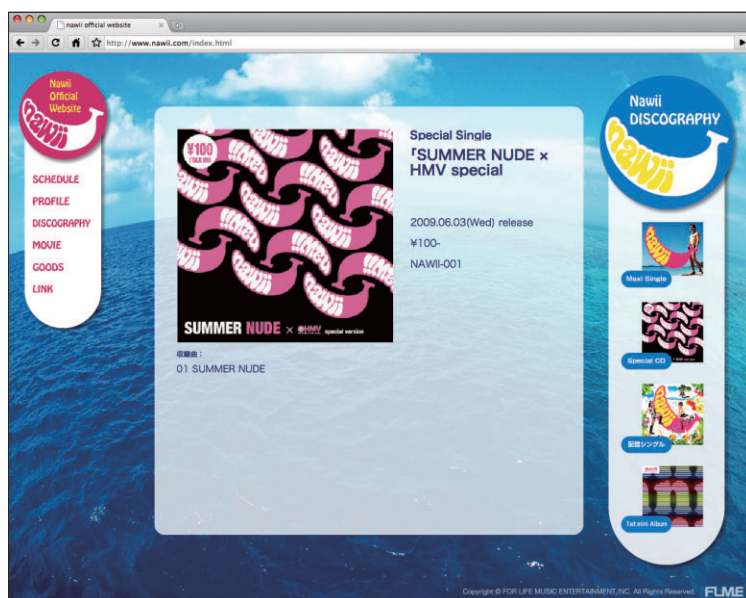 nawii official website
http://www.nawii.com/index.html
Nawii
Official
Website
nawii
SCHEDULE
PROFILE
DISCOGRAPHY
MOVIE
GOODS
LINK
¥100
(TAX IN)
SUMMER NUDE × HMV special version
収録曲：
01 SUMMER NUDE
Special Single
「SUMMER NUDE ×
HMV special
2009.06.03(Wed) release
¥100-
NAWII-001
Nawii
DISCOGRAPHY
nawii
nawii
Maxi Single
Special CD
配信シングル
1st mini Album
Copyright © FOR LIFE MUSIC ENTERTAINMENT,INC. All Rights Reserved.
FLME